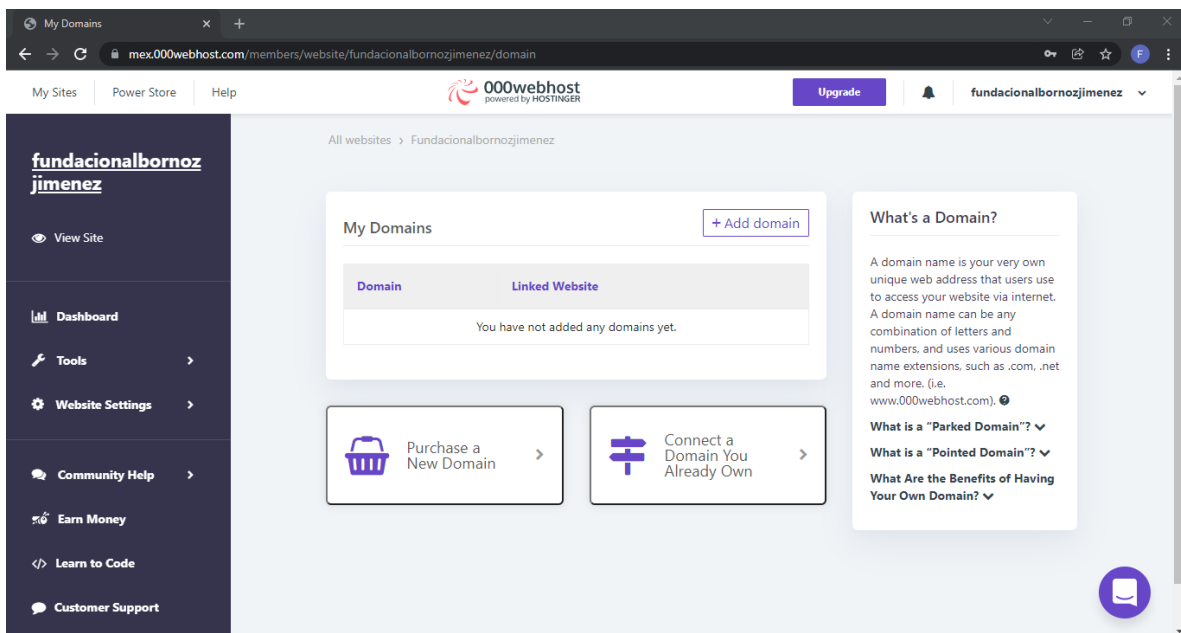 My Domains
mex.000webhost.com/members/website/fundacionalbornozjimenez/domain
F
My Sites
Power Store
Help
000webhost
powered by HOSTINGER
Upgrade
fundacionalbornozjimenez
fundacionalbornoz
jimenez
View Site
Dashboard
Tools
Website Settings
Community Help
Earn Money
Learn to Code
Customer Support
All websites > Fundacionalbornozjimenez
My Domains
+ Add domain
Domain Linked Website
You have not added any domains yet.
Purchase a
New Domain
Connect a
Domain You
Already Own
What's a Domain?
A domain name is your very own
unique web address that users use
to access your website via internet.
A domain name can be any
combination of letters and
numbers, and uses various domain
name extensions, such as .com, .net
and more. (i.e.
www.000webhost.com).
What is a "Parked Domain"?
What is a "Pointed Domain"?
What Are the Benefits of Having
Your Own Domain?